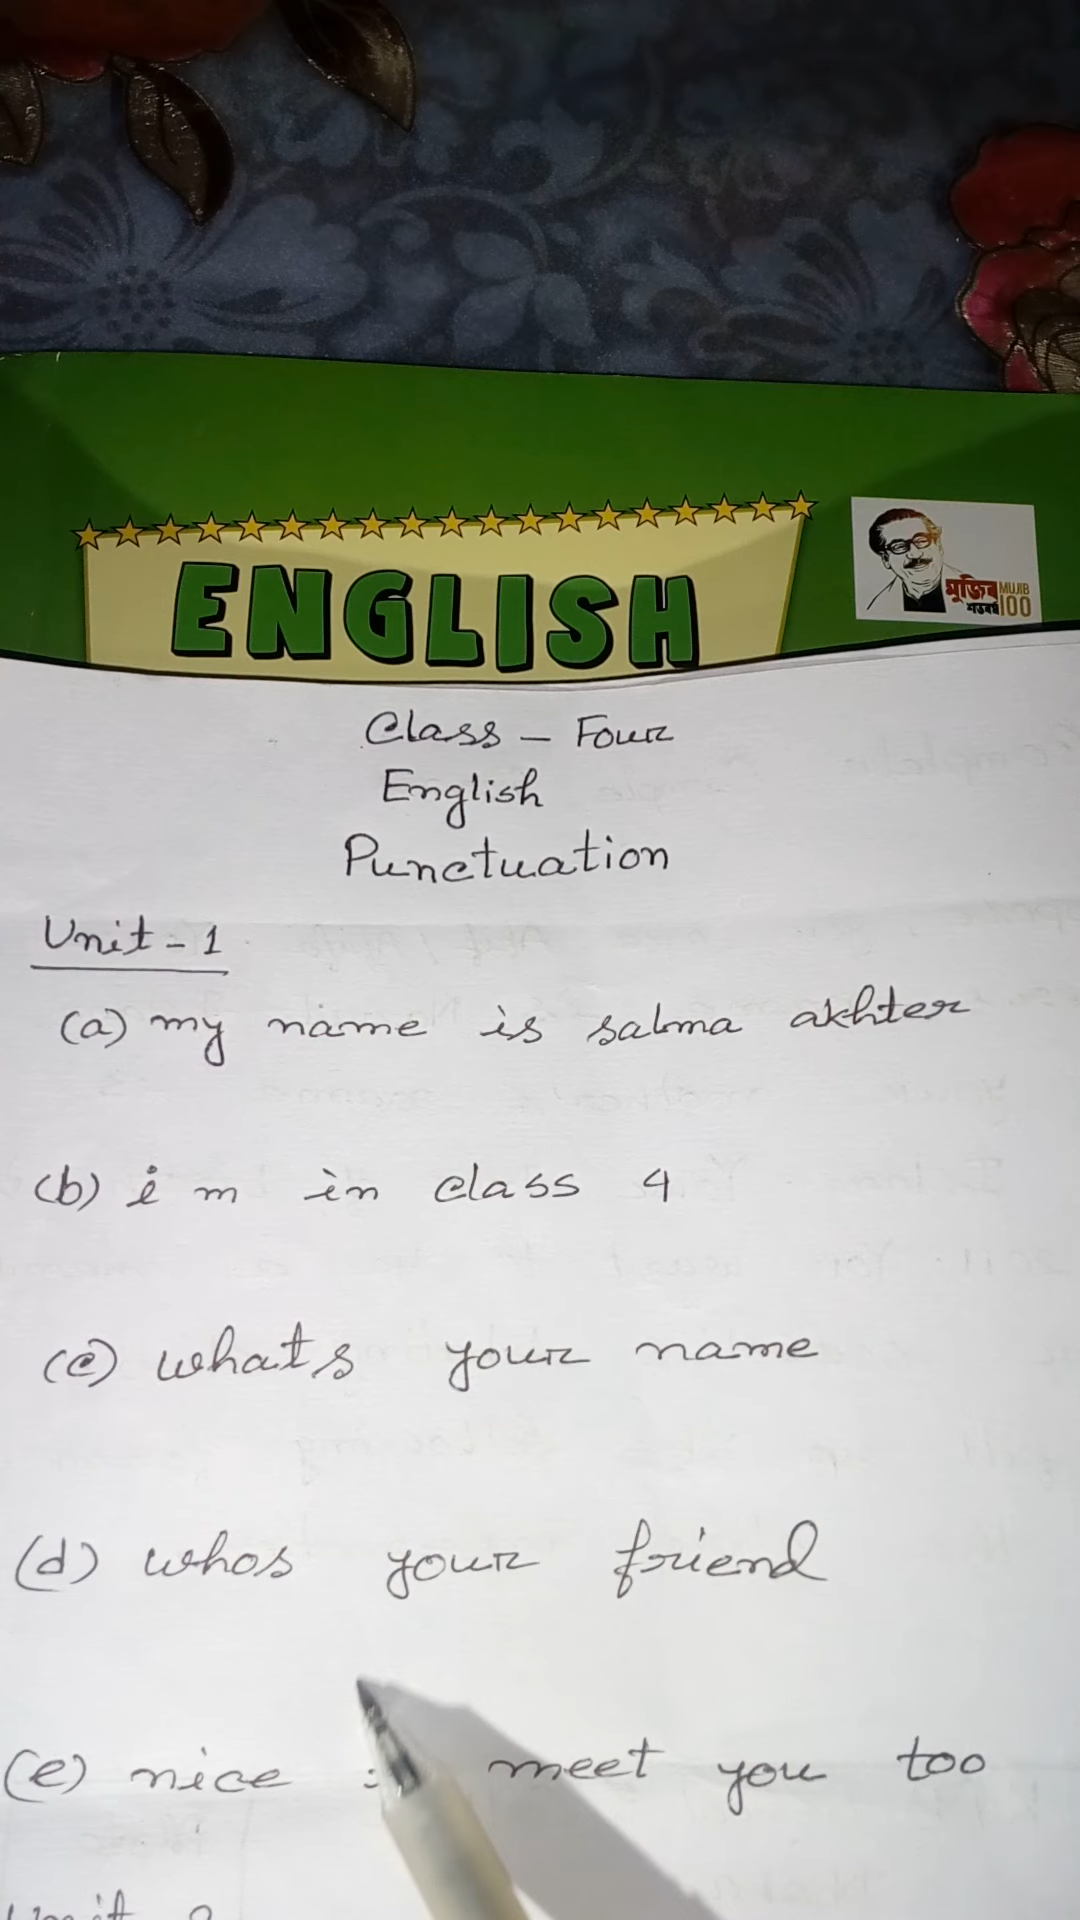 ENGLISH
মুজিব MUJIB
শতবর্ষ 100
Class - Four
English
Punctuation
Unit - 1
(a) my name is salma akhter
(b) i m in class 4
(c) whats your name
(d) whos your friend
(e) nice meet you too